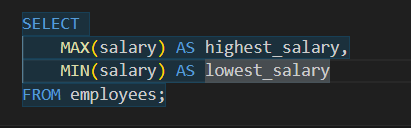 SELECT
    MAX(salary) AS highest_salary,
    MIN(salary) AS lowest_salary
FROM employees;